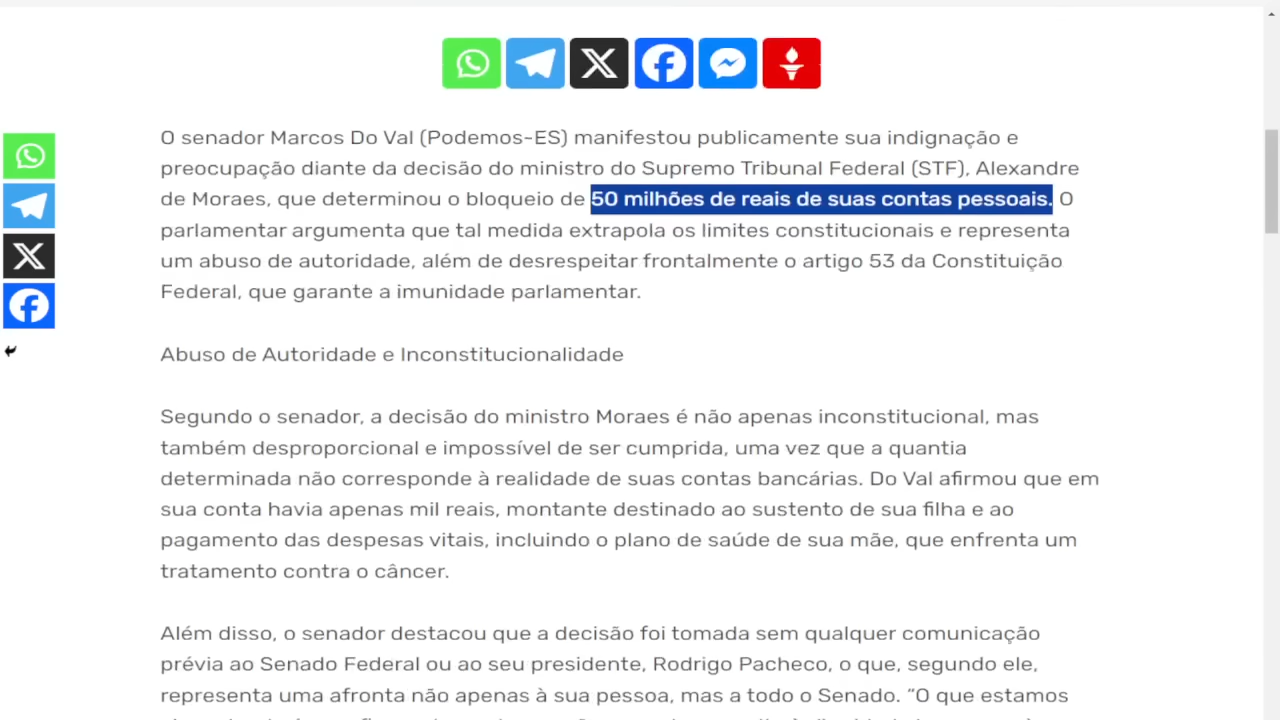 O senador Marcos Do Val (Podemos-ES) manifestou publicamente sua indignação e
preocupação diante da decisão do ministro do Supremo Tribunal Federal (STF), Alexandre
de Moraes, que determinou o bloqueio de 50 milhões de reais de suas contas pessoais. O
parlamentar argumenta que tal medida extrapola os limites constitucionais e representa
um abuso de autoridade, além de desrespeitar frontalmente o artigo 53 da Constituição
Federal, que garante a imunidade parlamentar.
Abuso de Autoridade e Inconstitucionalidade
Segundo o senador, a decisão do ministro Moraes é não apenas inconstitucional, mas
também desproporcional e impossível de ser cumprida, uma vez que a quantia
determinada não corresponde à realidade de suas contas bancárias. Do Val afirmou que em
sua conta havia apenas mil reais, montante destinado ao sustento de sua filha e ao
pagamento das despesas vitais, incluindo o plano de saúde de sua mãe, que enfrenta um
tratamento contra o câncer.
Além disso, o senador destacou que a decisão foi tomada sem qualquer comunicação
prévia ao Senado Federal ou ao seu presidente, Rodrigo Pacheco, o que, segundo ele,
representa uma afronta não apenas à sua pessoa, mas a todo o Senado. “O que estamos